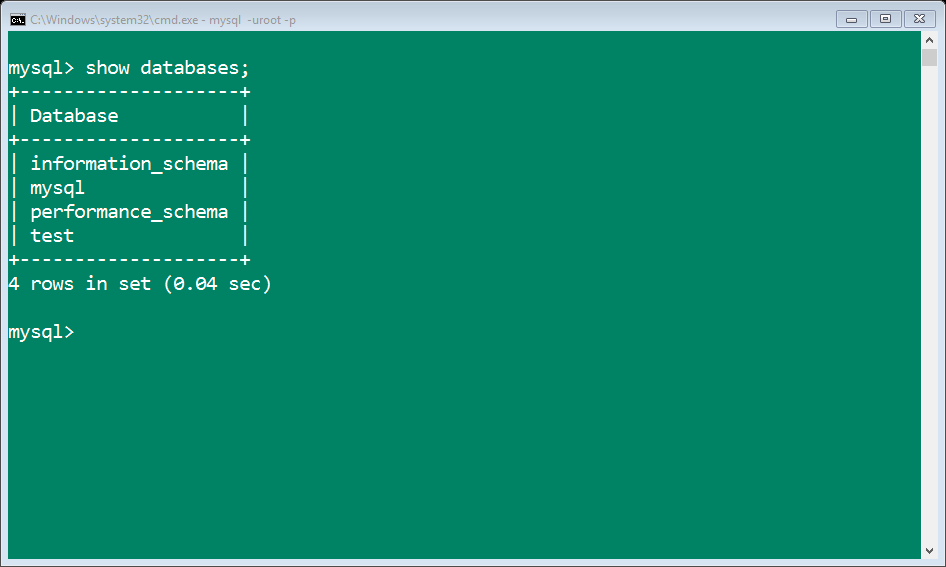 C:\Windows\system32\cmd.exe - mysql  -uroot -p
mysql> show databases;
+--------------------+
| Database           |
+--------------------+
| information_schema |
| mysql              |
| performance_schema |
| test               |
+--------------------+
4 rows in set (0.04 sec)
mysql>